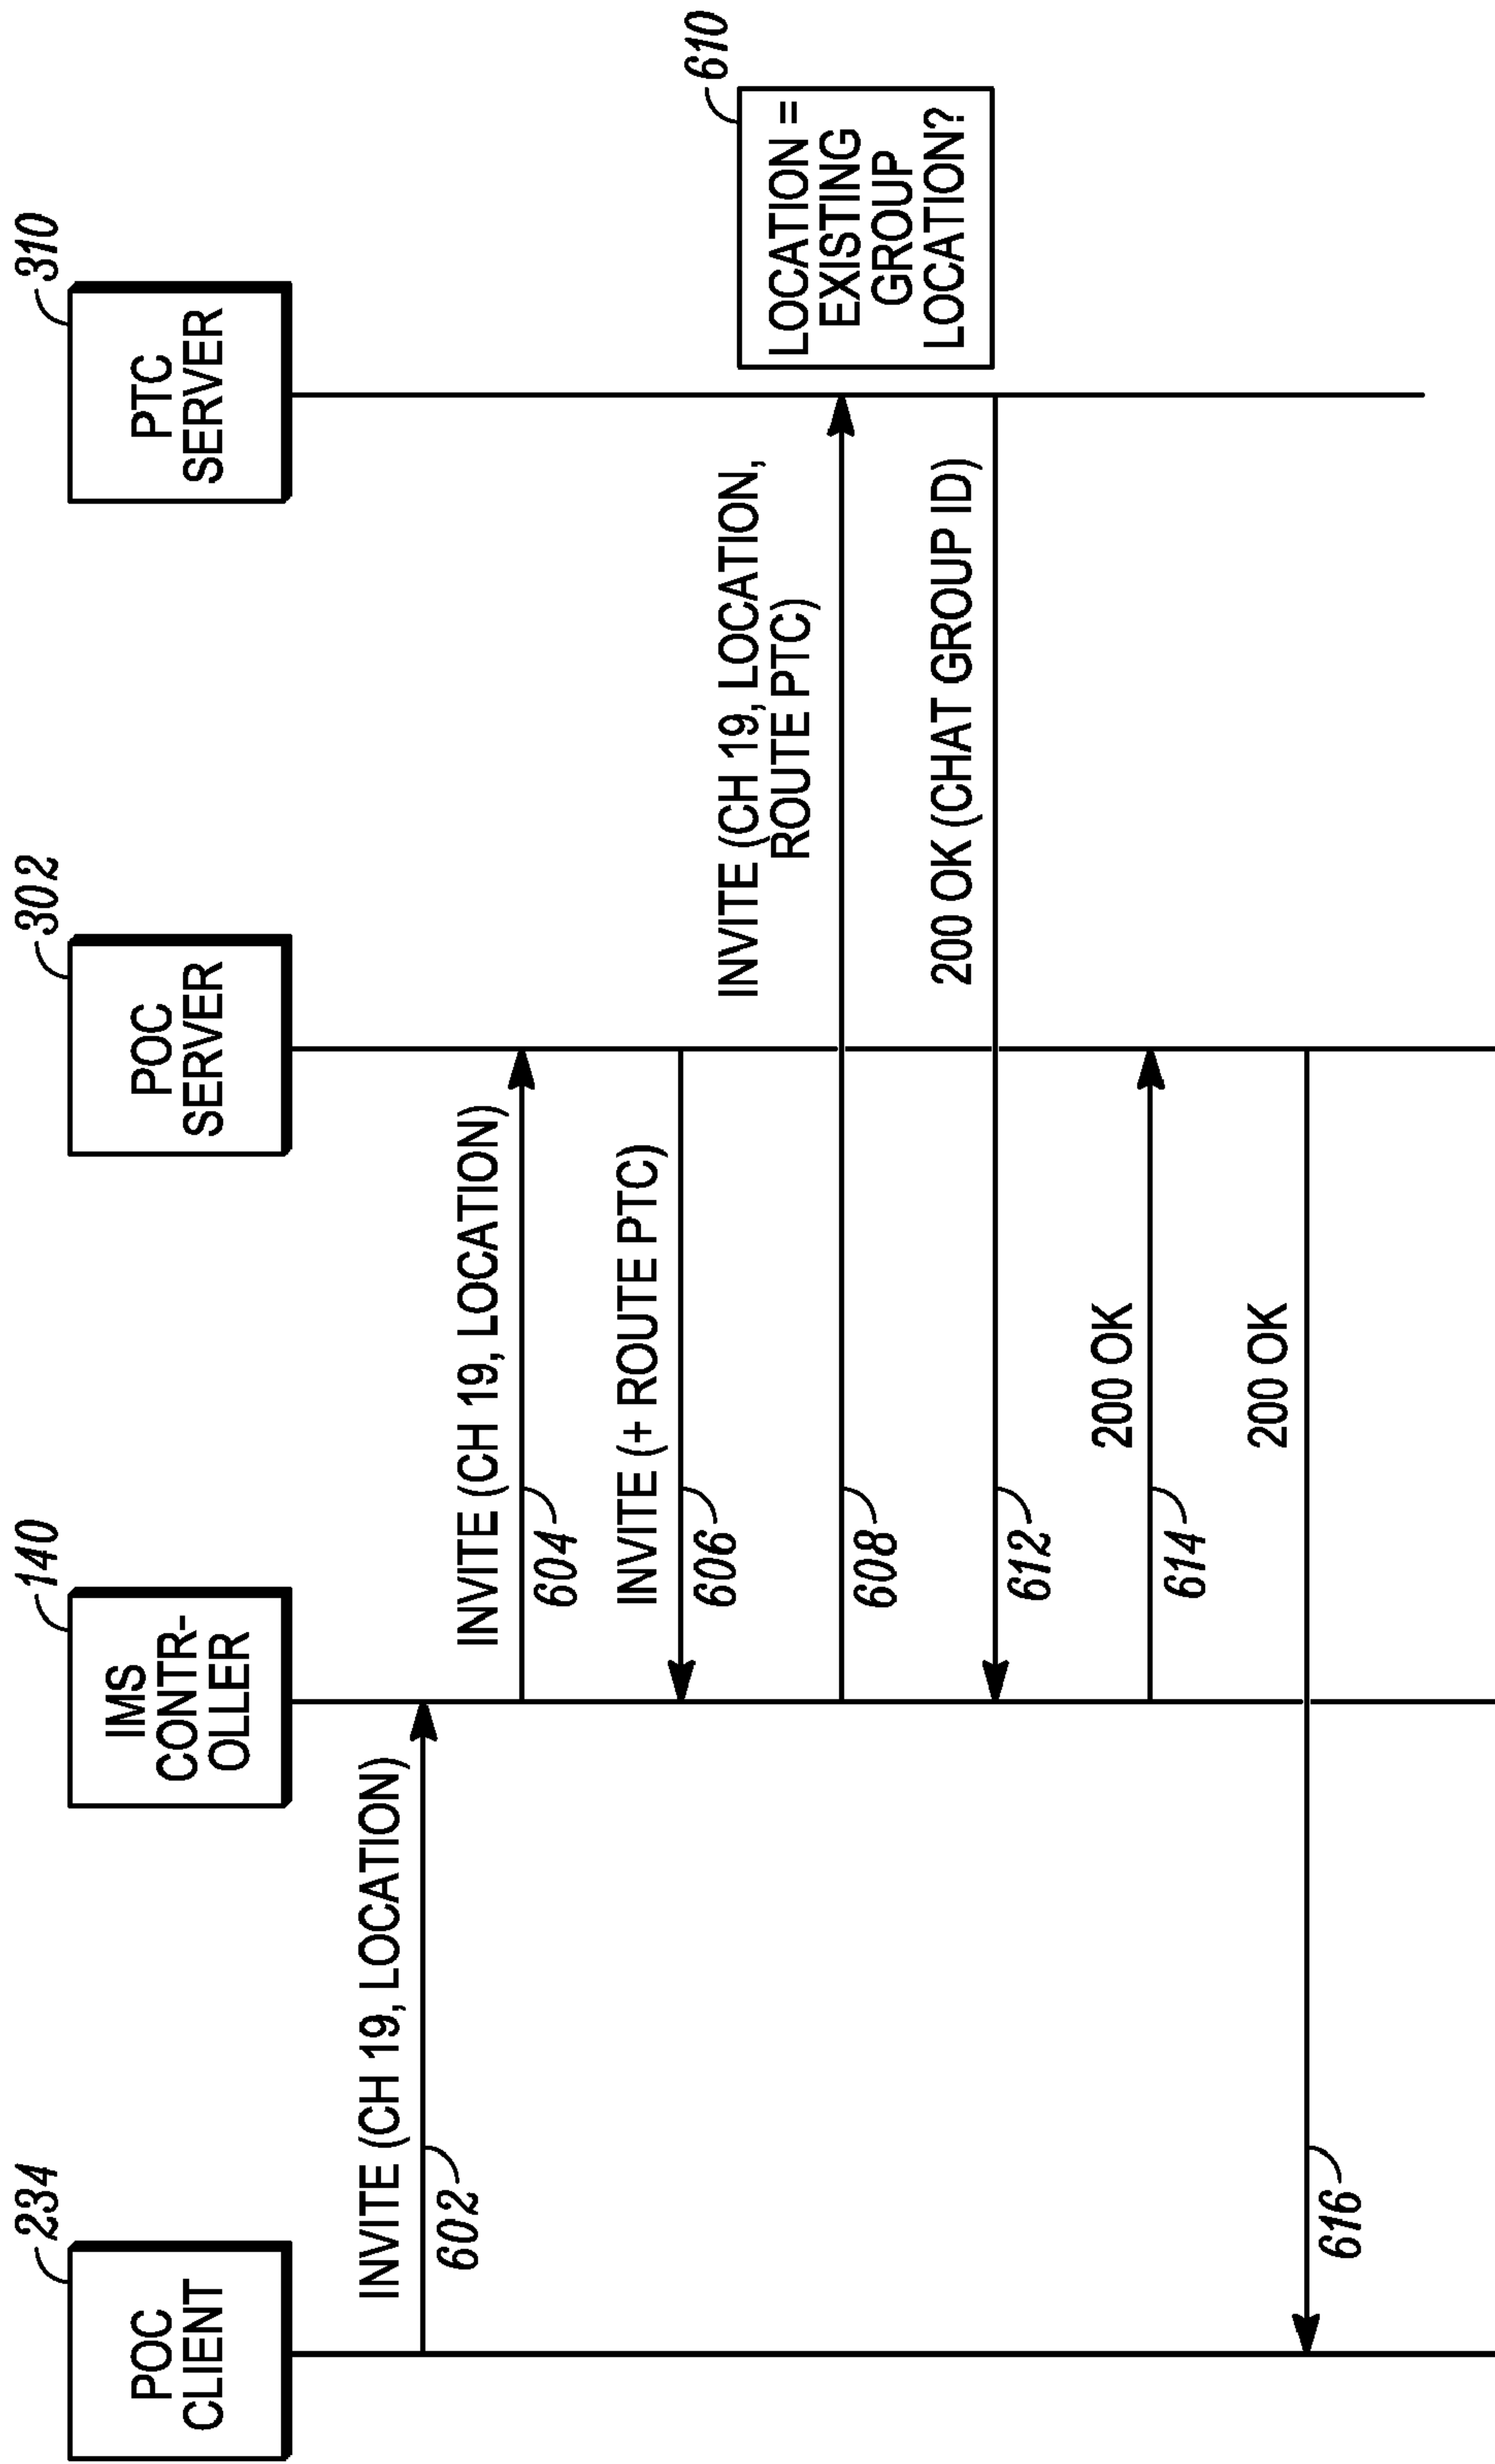 234
POC
CLIENT
140
IMS
CONTR-
OLLER
302
POC
SERVER
310
PTC
SERVER
INVITE (CH 19, LOCATION)
602
INVITE (CH 19, LOCATION)
604
INVITE (+ ROUTE PTC)
606
INVITE (CH 19, LOCATION,
ROUTE PTC)
608
610
LOCATION =
EXISTING
GROUP
LOCATION?
200 OK (CHAT GROUP ID)
612
200 OK
614
200 OK
616